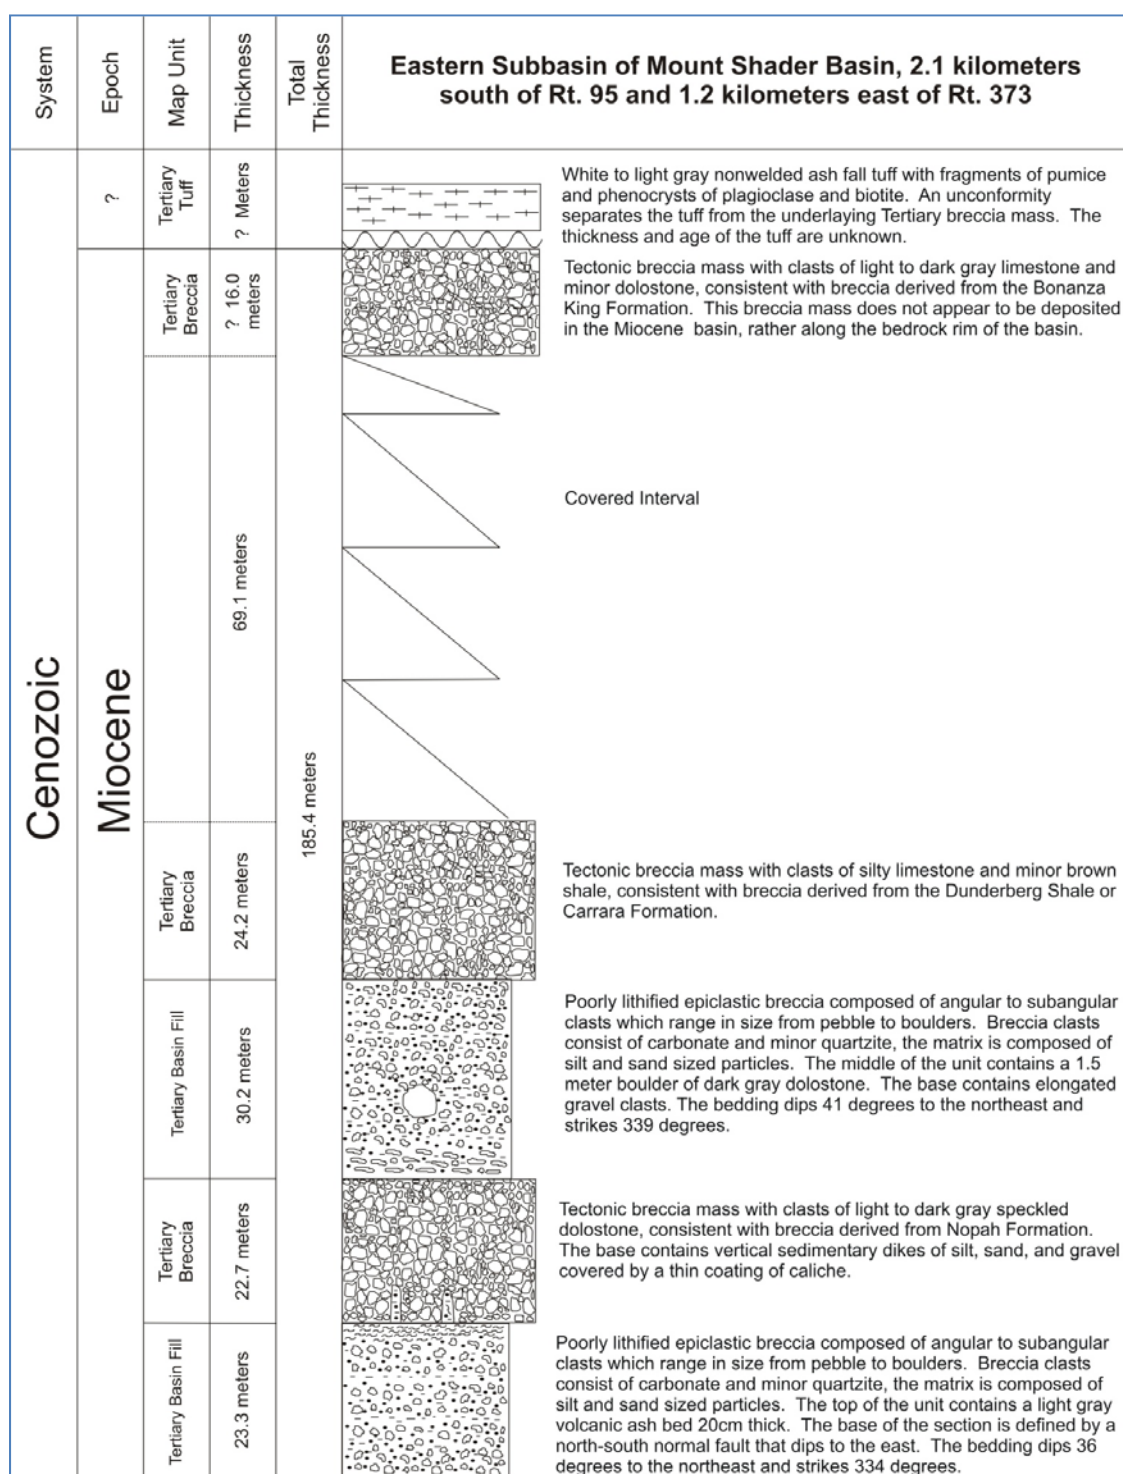 System
Epoch
Map Unit
Thickness
Total
Thickness
Eastern Subbasin of Mount Shader Basin, 2.1 kilometers
south of Rt. 95 and 1.2 kilometers east of Rt. 373
Cenozoic
?
Miocene
185.4 meters
Tertiary
Tuff
? Meters
White to light gray nonwelded ash fall tuff with fragments of pumice
and phenocrysts of plagioclase and biotite. An unconformity
separates the tuff from the underlaying Tertiary breccia mass. The
thickness and age of the tuff are unknown.
Tertiary
Breccia
? 16.0
meters
Tectonic breccia mass with clasts of light to dark gray limestone and
minor dolostone, consistent with breccia derived from the Bonanza
King Formation. This breccia mass does not appear to be deposited
in the Miocene basin, rather along the bedrock rim of the basin.
69.1 meters
Covered Interval
Tertiary
Breccia
24.2 meters
Tectonic breccia mass with clasts of silty limestone and minor brown
shale, consistent with breccia derived from the Dunderberg Shale or
Carrara Formation.
Tertiary Basin Fill
30.2 meters
Poorly lithified epiclastic breccia composed of angular to subangular
clasts which range in size from pebble to boulders. Breccia clasts
consist of carbonate and minor quartzite, the matrix is composed of
silt and sand sized particles. The middle of the unit contains a 1.5
meter boulder of dark gray dolostone. The base contains elongated
gravel clasts. The bedding dips 41 degrees to the northeast and
strikes 339 degrees.
Tertiary
Breccia
22.7 meters
Tectonic breccia mass with clasts of light to dark gray speckled
dolostone, consistent with breccia derived from Nopah Formation.
The base contains vertical sedimentary dikes of silt, sand, and gravel
covered by a thin coating of caliche.
Tertiary Basin Fill
23.3 meters
Poorly lithified epiclastic breccia composed of angular to subangular
clasts which range in size from pebble to boulders. Breccia clasts
consist of carbonate and minor quartzite, the matrix is composed of
silt and sand sized particles. The top of the unit contains a light gray
volcanic ash bed 20cm thick. The base of the section is defined by a
north-south normal fault that dips to the east. The bedding dips 36
degrees to the northeast and strikes 334 degrees.